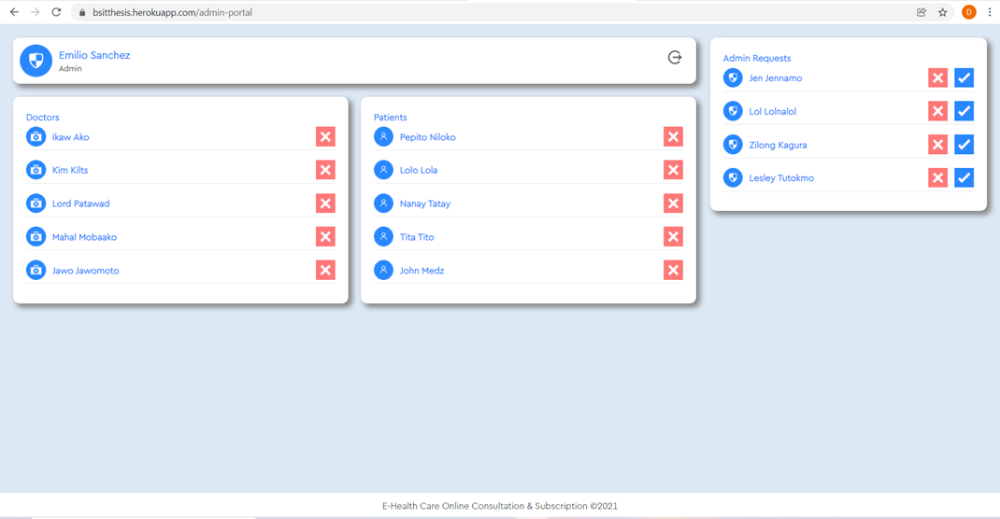 bsitthesis.herokuapp.com/admin-portal
D
Emilio Sanchez
Admin
Doctors
Ikaw Ako
Kim Kilts
Lord Patawad
Mahal Mobaako
Jawo Jawomoto
Patients
Pepito Niloko
Lolo Lola
Nanay Tatay
Tita Tito
John Medz
Admin Requests
Jen Jennamo
Lol Lolnalol
Zilong Kagura
Lesley Tutokmo
E-Health Care Online Consultation & Subscription ©2021